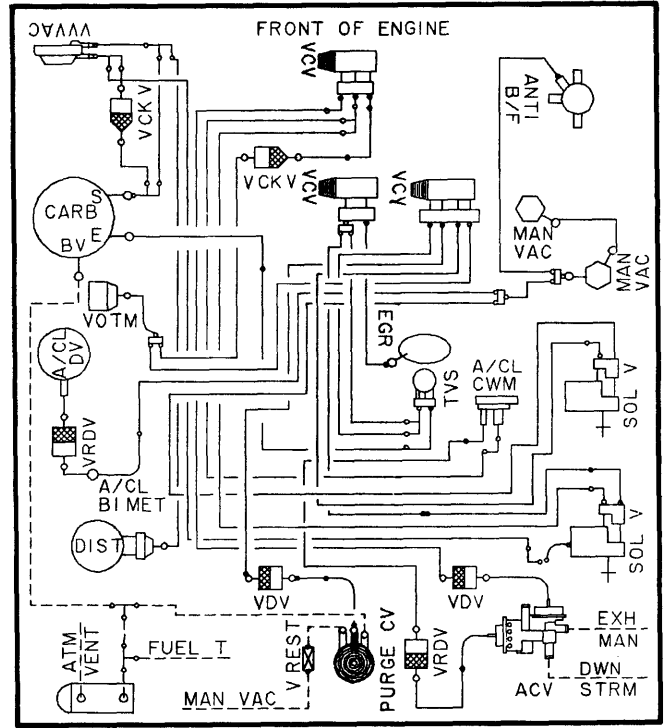 FRONT OF ENGINE
VVVAC
VCV
ANTI
B/F
VCKV
VCKV
CARB
S
E
BV
VCV
VCV
MAN
VAC
MAN
VAC
VOTM
EGR
A/CL
DV
TVS
A/CL
CWM
SOL V
VRDV
A/CL
BIMET
DIST
SOL V
VDV
VDV
ATM
VENT
FUEL T
V REST
PURGE CV
VRDV
EXH
MAN
MAN VAC
ACV
DWN
STRM